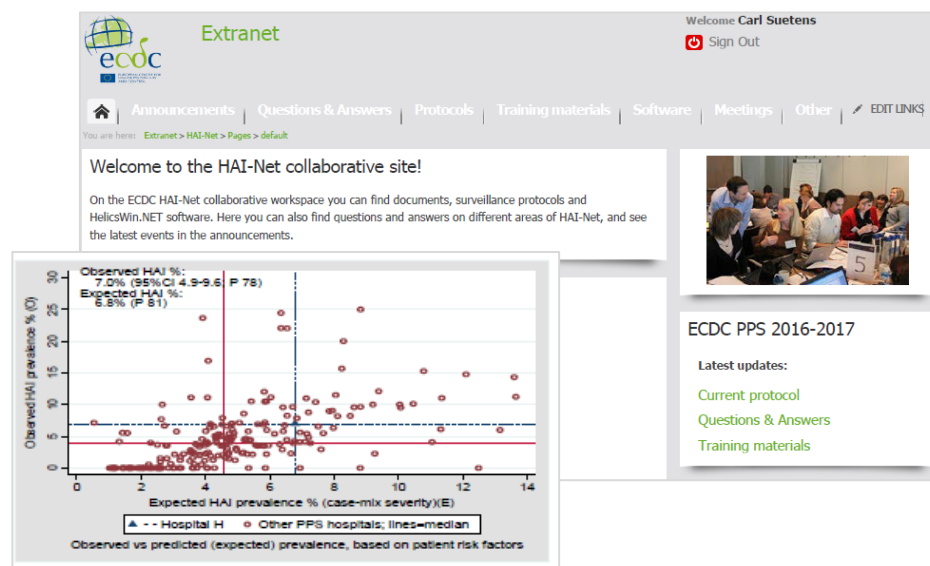 Extranet
Welcome Carl Suetens
Sign Out
ecdc
EUROPEAN CENTRE FOR
DISEASE PREVENTION
AND CONTROL
Announcements Questions & Answers Protocols Training materials Software Meetings Other EDIT LINKS
You are here: Extranet > HAI-Net > Pages > default
Welcome to the HAI-Net collaborative site!
On the ECDC HAI-Net collaborative workspace you can find documents, surveillance protocols and
HelicsWin.NET software. Here you can also find questions and answers on different areas of HAI-Net, and see
the latest events in the announcements.
5
ECDC PPS 2016-2017
Latest updates:
Current protocol
Questions & Answers
Training materials
Observed HAI %:
7.0% (95%CI 4.9-9.6; P 78)
Expected HAI %:
6.8% (P 81)
Observed HAI prevalence % (O)
30
25
20
15
10
5
0
0 2 4 6 8 10 12 14
Expected HAI prevalence % (case-mix severity)(E)
- - Hospital H Other PPS hospitals; lines=median
Observed vs predicted (expected) prevalence, based on patient risk factors